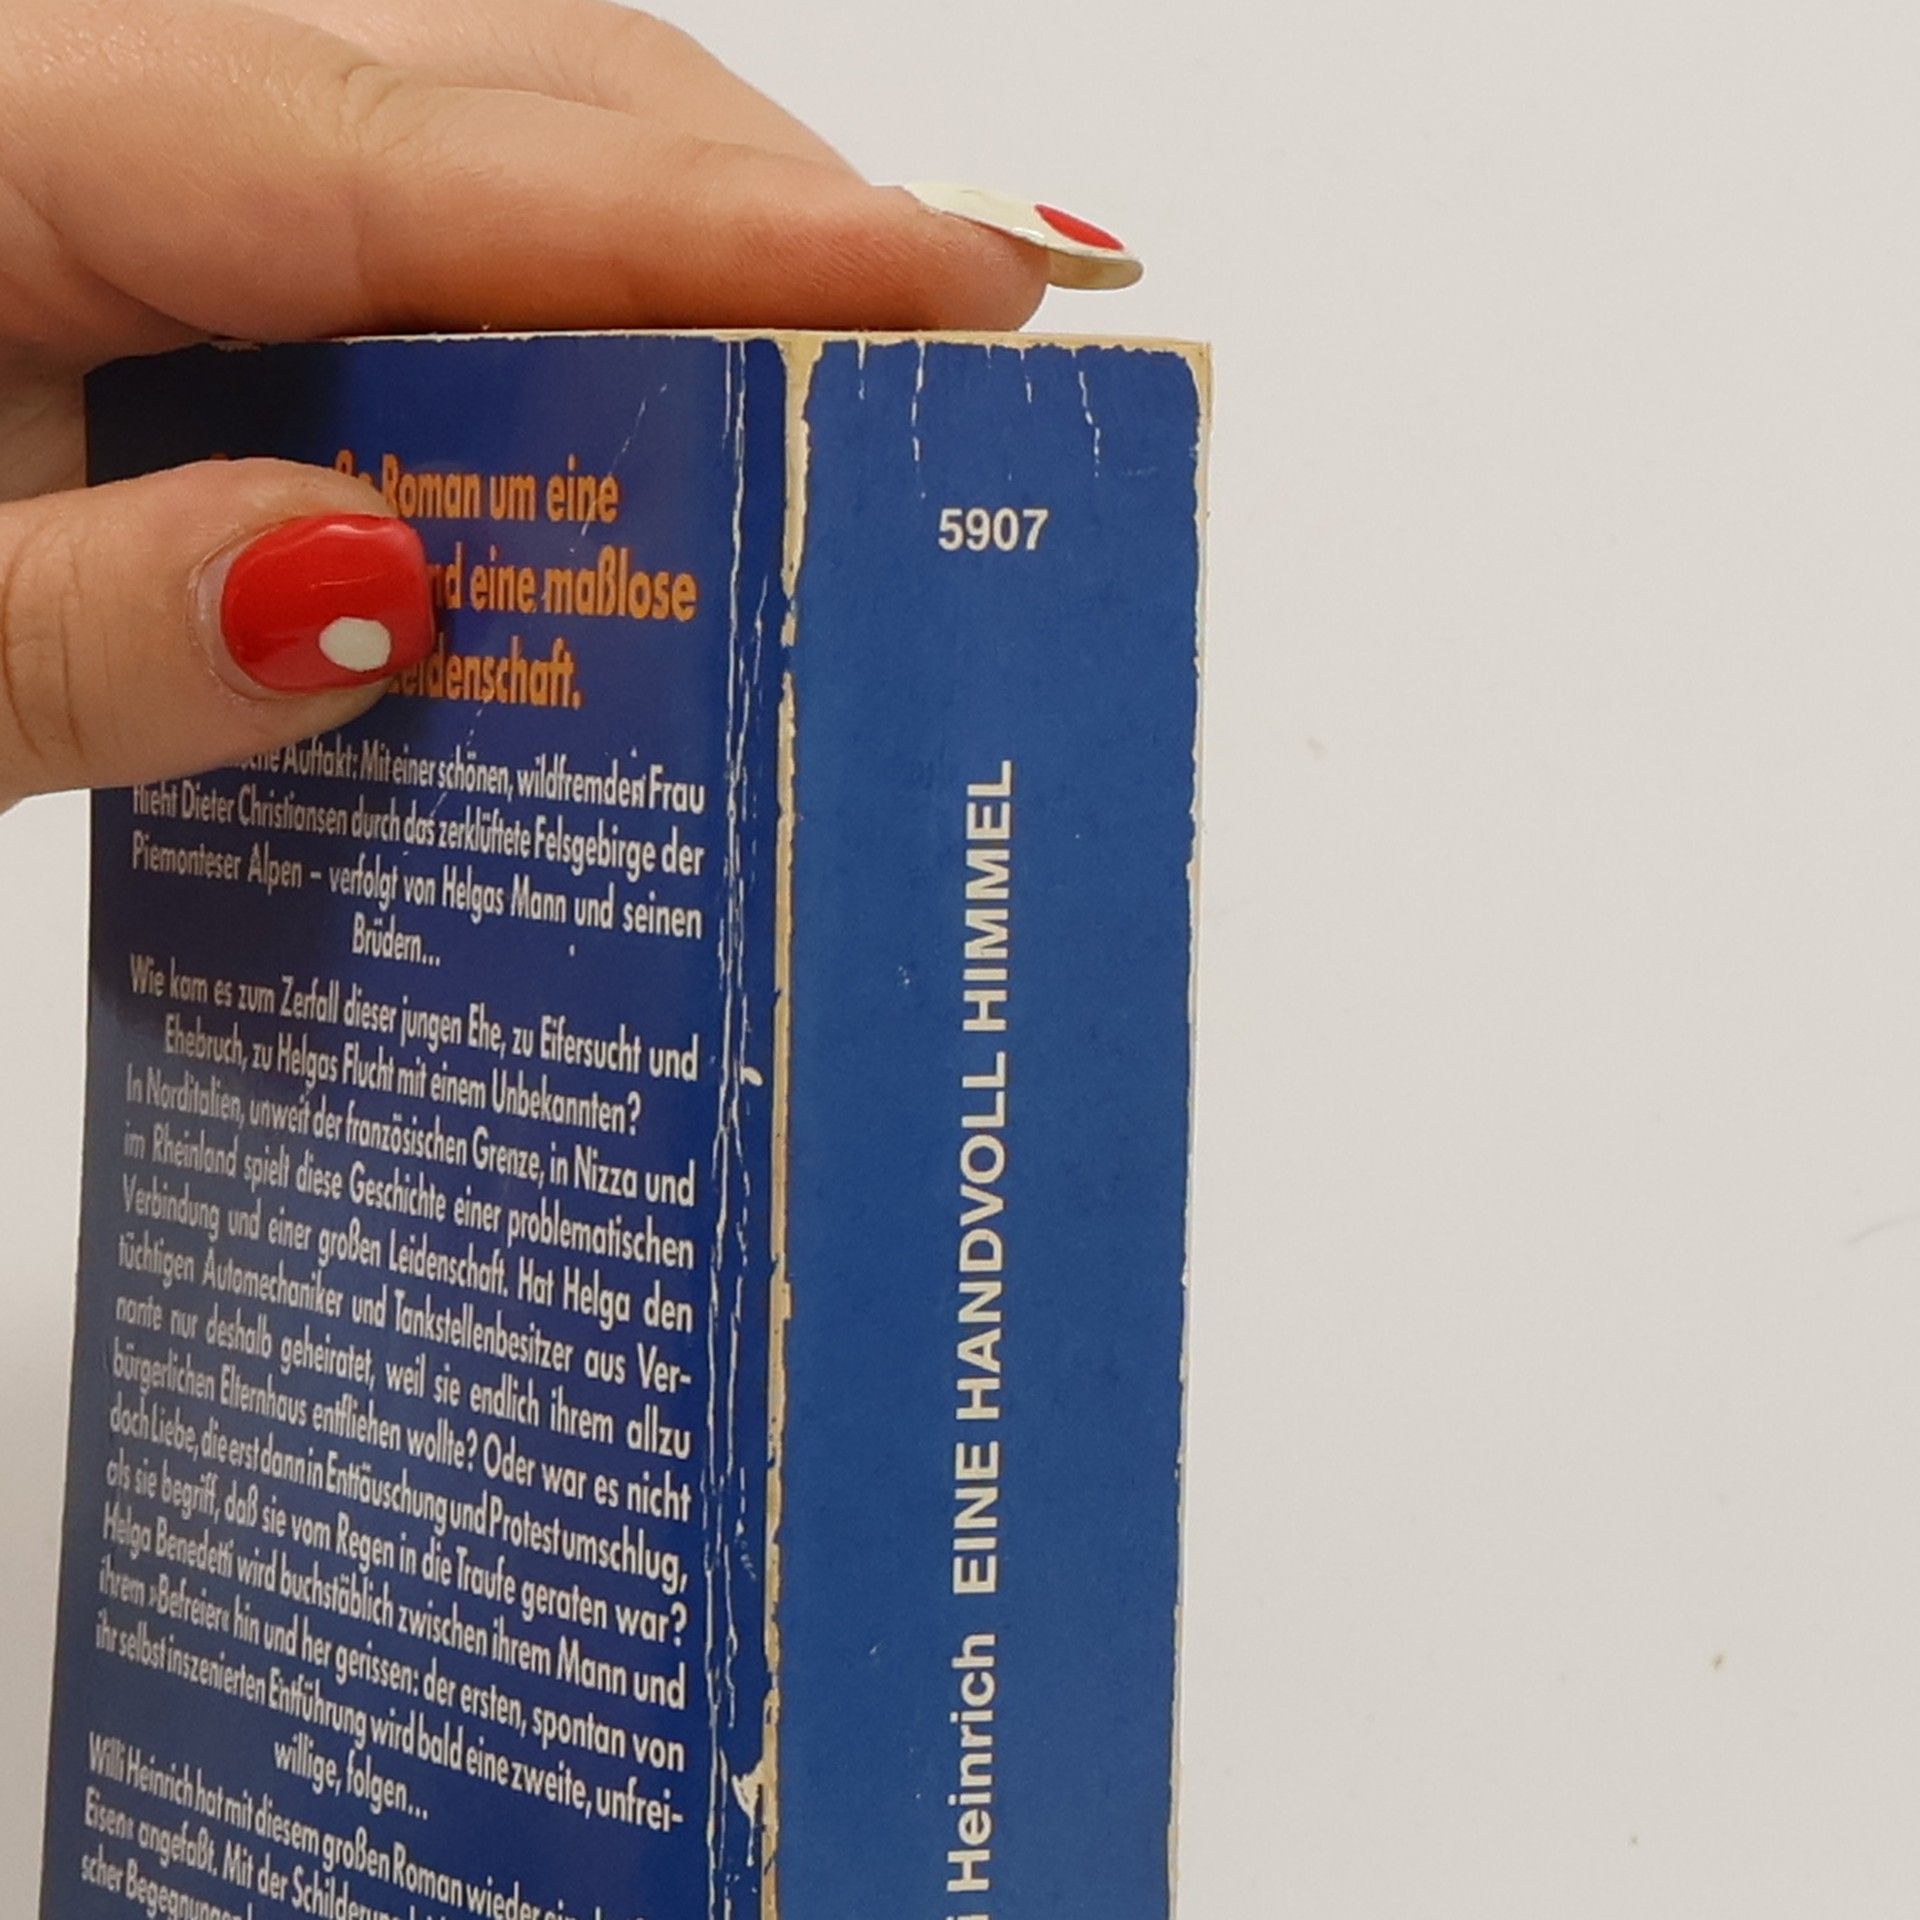 Roman um eine
nd eine maßlose
Leidenschaft.
Auftakt: Mit einer schönen, wildfremden Frau
flieht Dieter Christiansen durch das zerklüftete Felsgebirge der
Piemonteser Alpen – verfolgt von Helgas Mann und seinen
Brüdern...
Wie kam es zum Zerfall dieser jungen Ehe, zu Eifersucht und
Ehebruch, zu Helgas Flucht mit einem Unbekannten?
In Norditalien, unweit der französischen Grenze, in Nizza und
im Rheinland spielt diese Geschichte einer problematischen
Verbindung und einer großen Leidenschaft. Hat Helga den
tüchtigen Automechaniker und Tankstellenbesitzer aus Ver-
nante nur deshalb geheiratet, weil sie endlich ihrem allzu
bürgerlichen Elternhaus entfliehen wollte? Oder war es nicht
doch Liebe, die erst dann in Enttäuschung und Protest umschlug,
als sie begriff, daß sie vom Regen in die Traufe geraten war?
Helga Benedetti wird buchstäblich zwischen ihrem Mann und
ihrem »Befreier« hin und her gerissen: der ersten, spontan von
ihr selbst inszenierten Entführung wird bald eine zweite, unfrei-
willige, folgen...
Willi Heinrich hat mit diesem großen Roman wieder ein
Eisen« angefaßt. Mit der Schilderung
scher Begegnungen
5907
i Heinrich EINE HANDVOLL HIMMEL